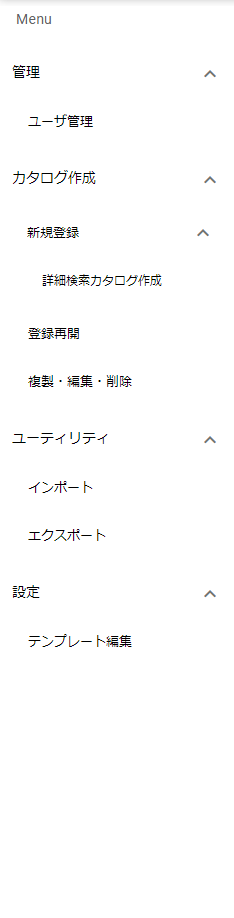 Menu
管理
ユーザ管理
カタログ作成
新規登録
詳細検索カタログ作成
登録再開
複製・編集・削除
ユーティリティ
インポート
エクスポート
設定
テンプレート編集